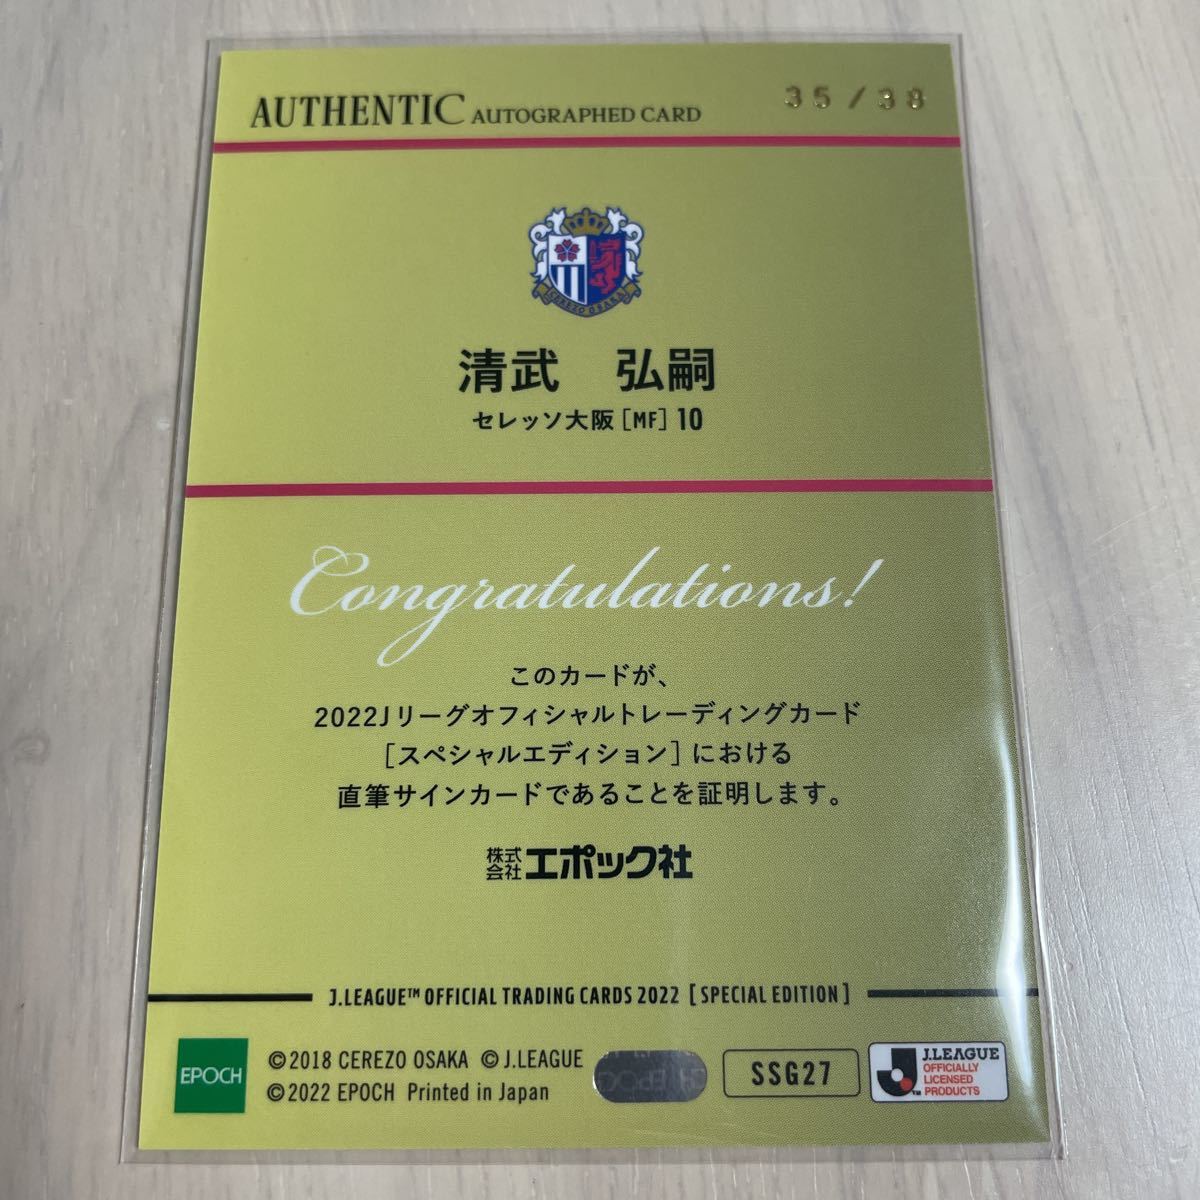 AUTHENTIC AUTOGRAPHED CARD
35/38
CEREZO OSAKA
清武 弘嗣
セレッソ大阪 [MF] 10
Congratulations!
このカードが、
2022Jリーグオフィシャルトレーディングカード
[スペシャルエディション]における
直筆サインカードであることを証明します。
株式会社 エポック社
J.LEAGUE™ OFFICIAL TRADING CARDS 2022 [SPECIAL EDITION]
EPOCH
©2018 CEREZO OSAKA ©J.LEAGUE
©2022 EPOCH Printed in Japan
EPOCH
SSG27
J.LEAGUE
OFFICIALLY
LICENSED
PRODUCTS
TM